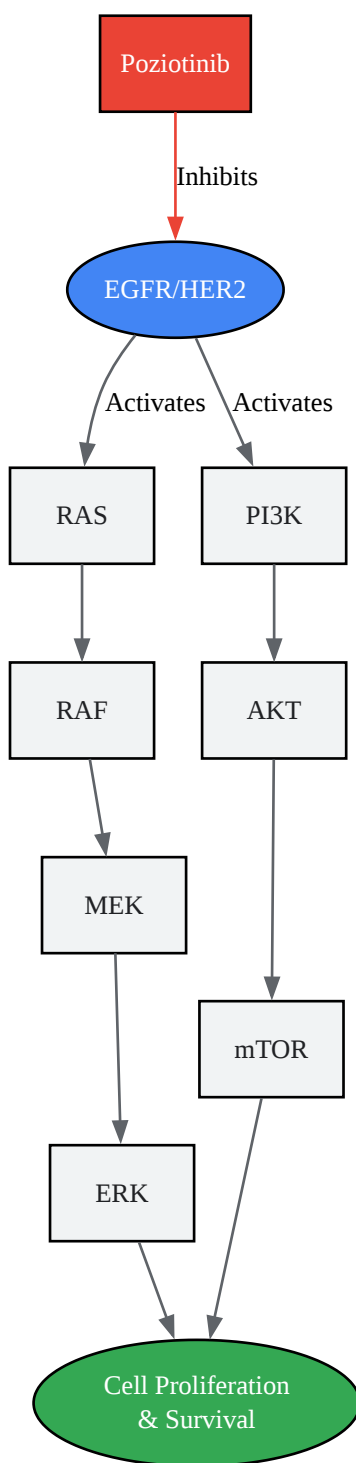 Poziotinib
Inhibits
EGFR/HER2
Activates
Activates
RAS
PI3K
RAF
AKT
MEK
mTOR
ERK
Cell Proliferation
& Survival